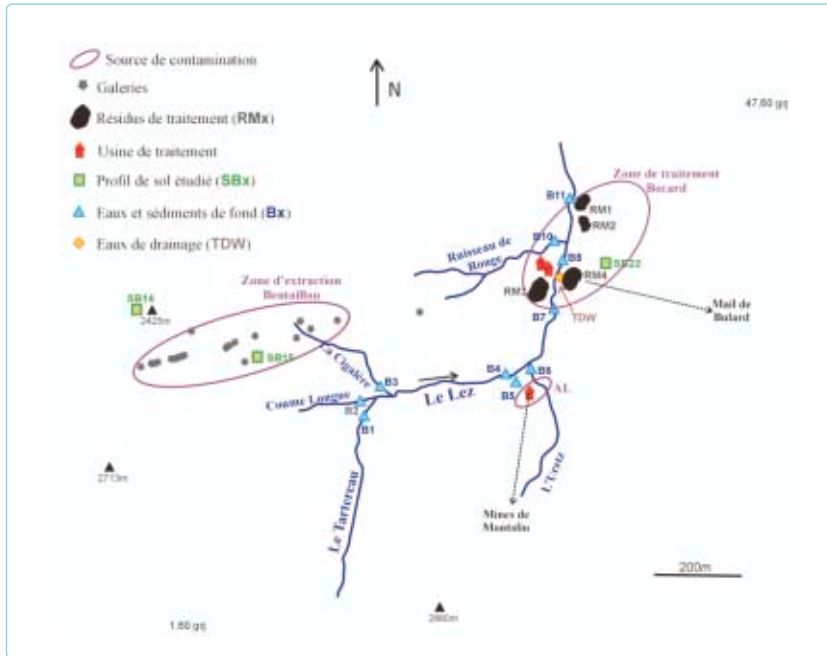 Source de contamination
Galeries
Résidus de traitement (RMx)
Usine de traitement
Profil de sol étudié (SBx)
Eaux et sédiments de fond (Bx)
Eaux de drainage (TDW)
N
47,60 grj
Zone de traitement
Bocard
B11
RM1
RM2
B10
B8
SB22
Ruisseau de
Rouge
RM4
RM3
TDW
Mail de
Bulard
B7
Zone d'extraction
Bentaillou
SB14
2425m
SB15
La Cigalère
B3
B4
B6
Le Lez
B5
AL
Coume Longue
B2
B1
2713m
L'Urets
Le Tartereau
Mines de
Montolin
200m
1,60 grj